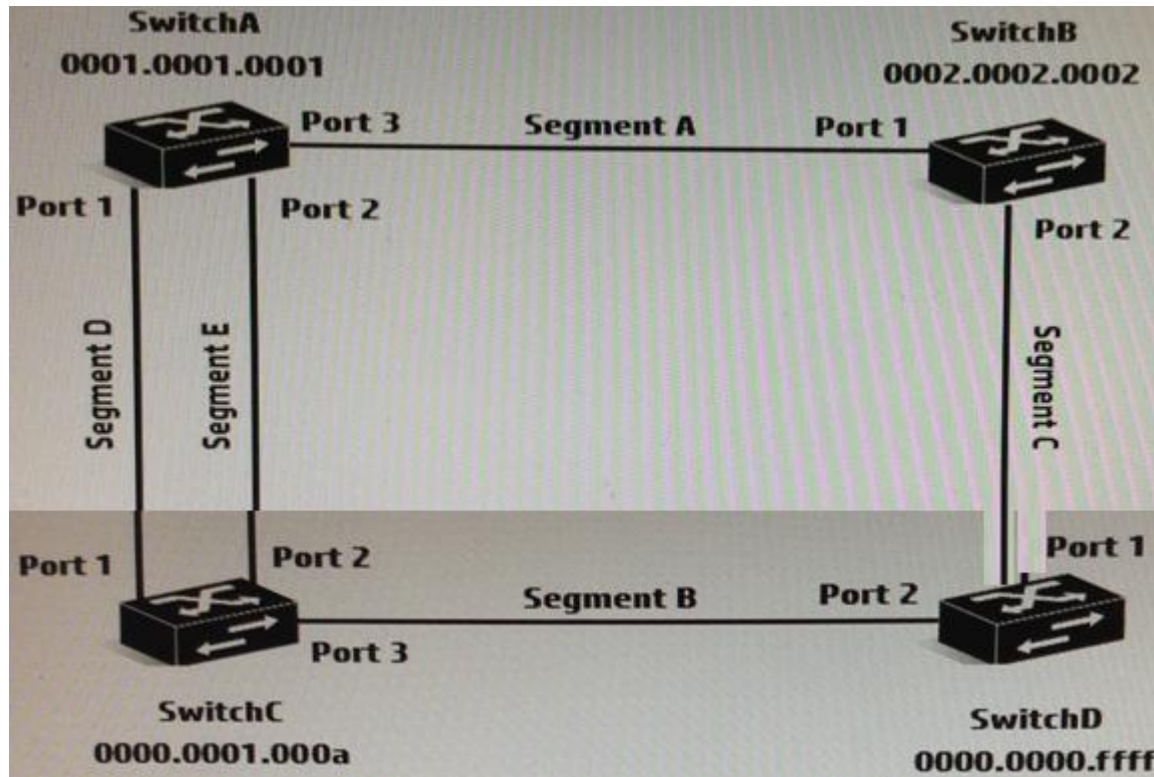 SwitchA
0001.0001.0001
SwitchB
0002.0002.0002
Port 3
Segment A
Port 1
Port 1
Port 2
Port 2
Segment D
Segment E
Segment C
Port 1
Port 2
Port 1
Segment B
Port 2
Port 3
SwitchC
0000.0001.000a
SwitchD
0000.0000.ffff